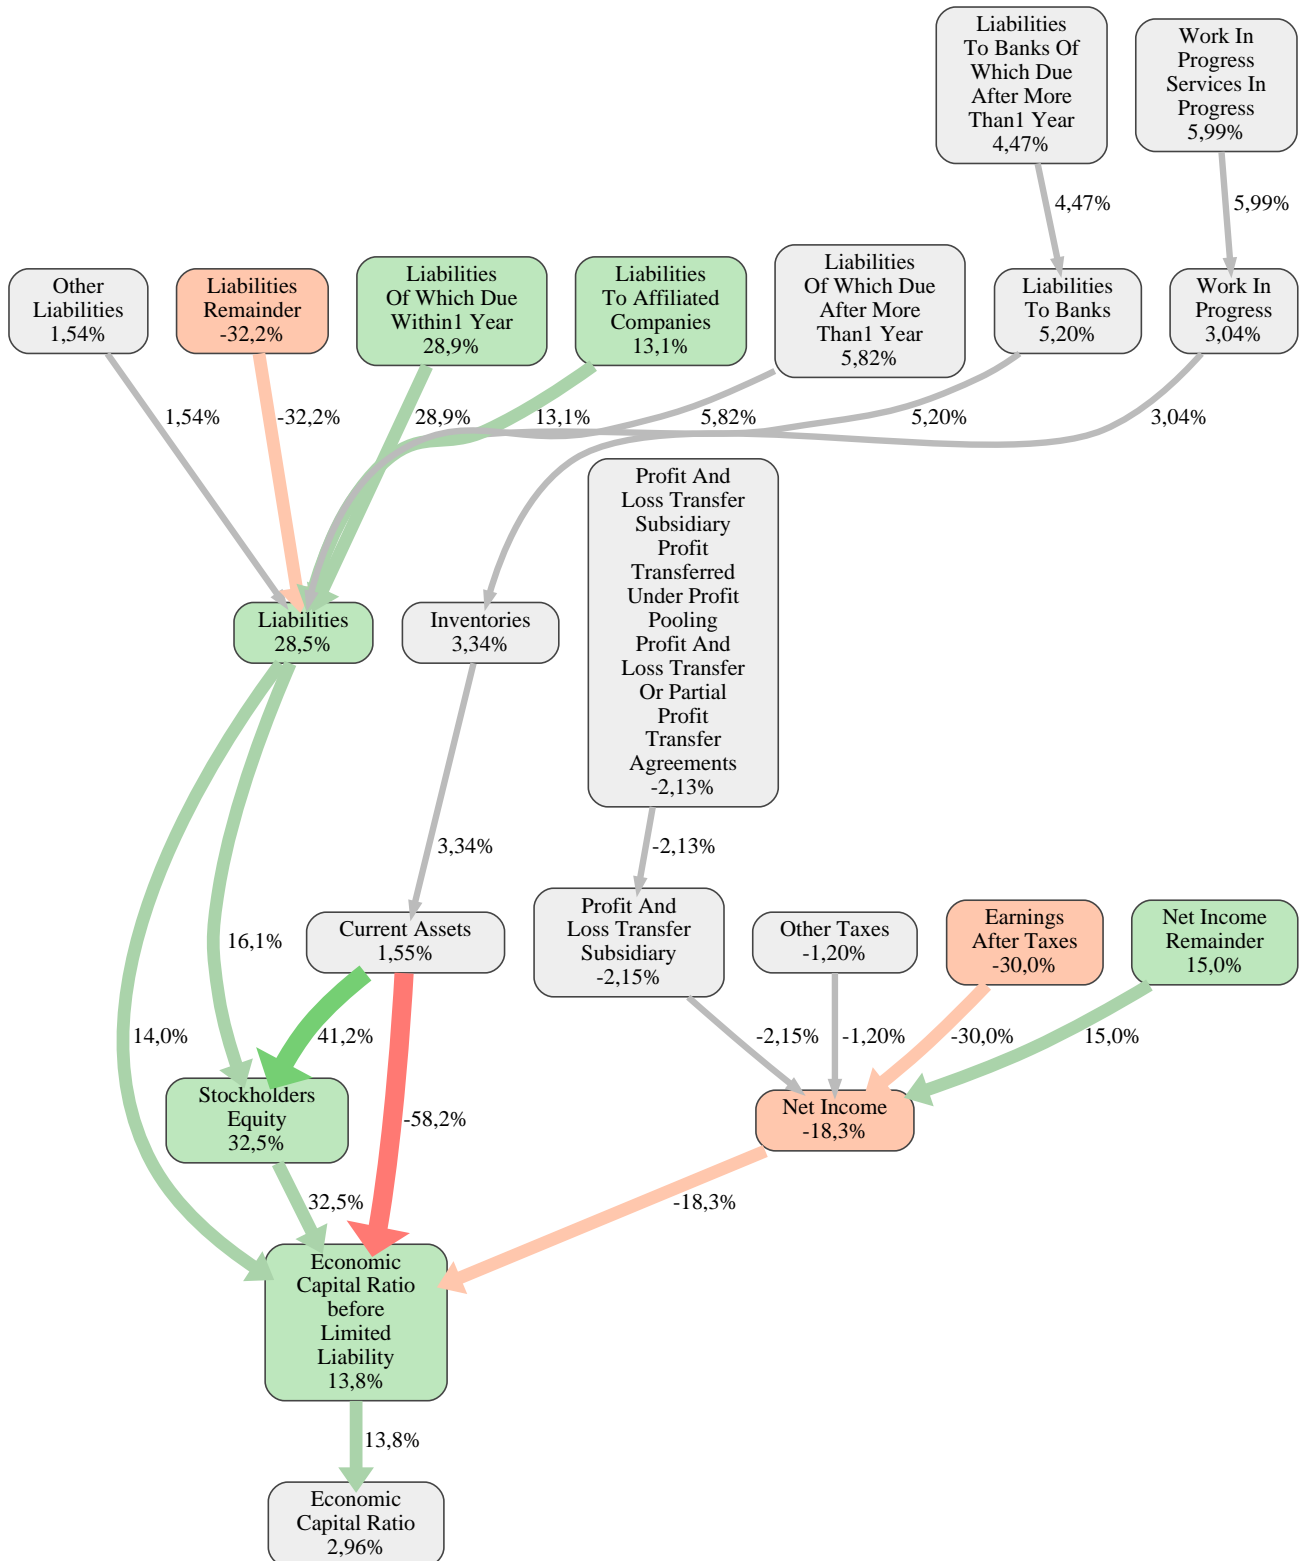 Liabilities
To Banks Of
Which Due
After More
Than1 Year
4,47%
Work In
Progress
Services In
Progress
5,99%
4,47%
5,99%
Other
Liabilities
1,54%
Liabilities
Remainder
-32,2%
Liabilities
Of Which Due
Within1 Year
28,9%
Liabilities
To Affiliated
Companies
13,1%
Liabilities
Of Which Due
After More
Than1 Year
5,82%
Liabilities
To Banks
5,20%
Work In
Progress
3,04%
1,54%
-32,2%
28,9%
13,1%
5,82%
5,20%
3,04%
Profit And
Loss Transfer
Subsidiary
Profit
Transferred
Under Profit
Pooling
Profit And
Loss Transfer
Or Partial
Profit
Transfer
Agreements
-2,13%
Liabilities
28,5%
Inventories
3,34%
3,34%
-2,13%
16,1%
Current Assets
1,55%
Profit And
Loss Transfer
Subsidiary
-2,15%
Other Taxes
-1,20%
Earnings
After Taxes
-30,0%
Net Income
Remainder
15,0%
14,0%
41,2%
-2,15%
-1,20%
-30,0%
15,0%
Stockholders
Equity
32,5%
-58,2%
Net Income
-18,3%
32,5%
-18,3%
Economic
Capital Ratio
before
Limited
Liability
13,8%
13,8%
Economic
Capital Ratio
2,96%